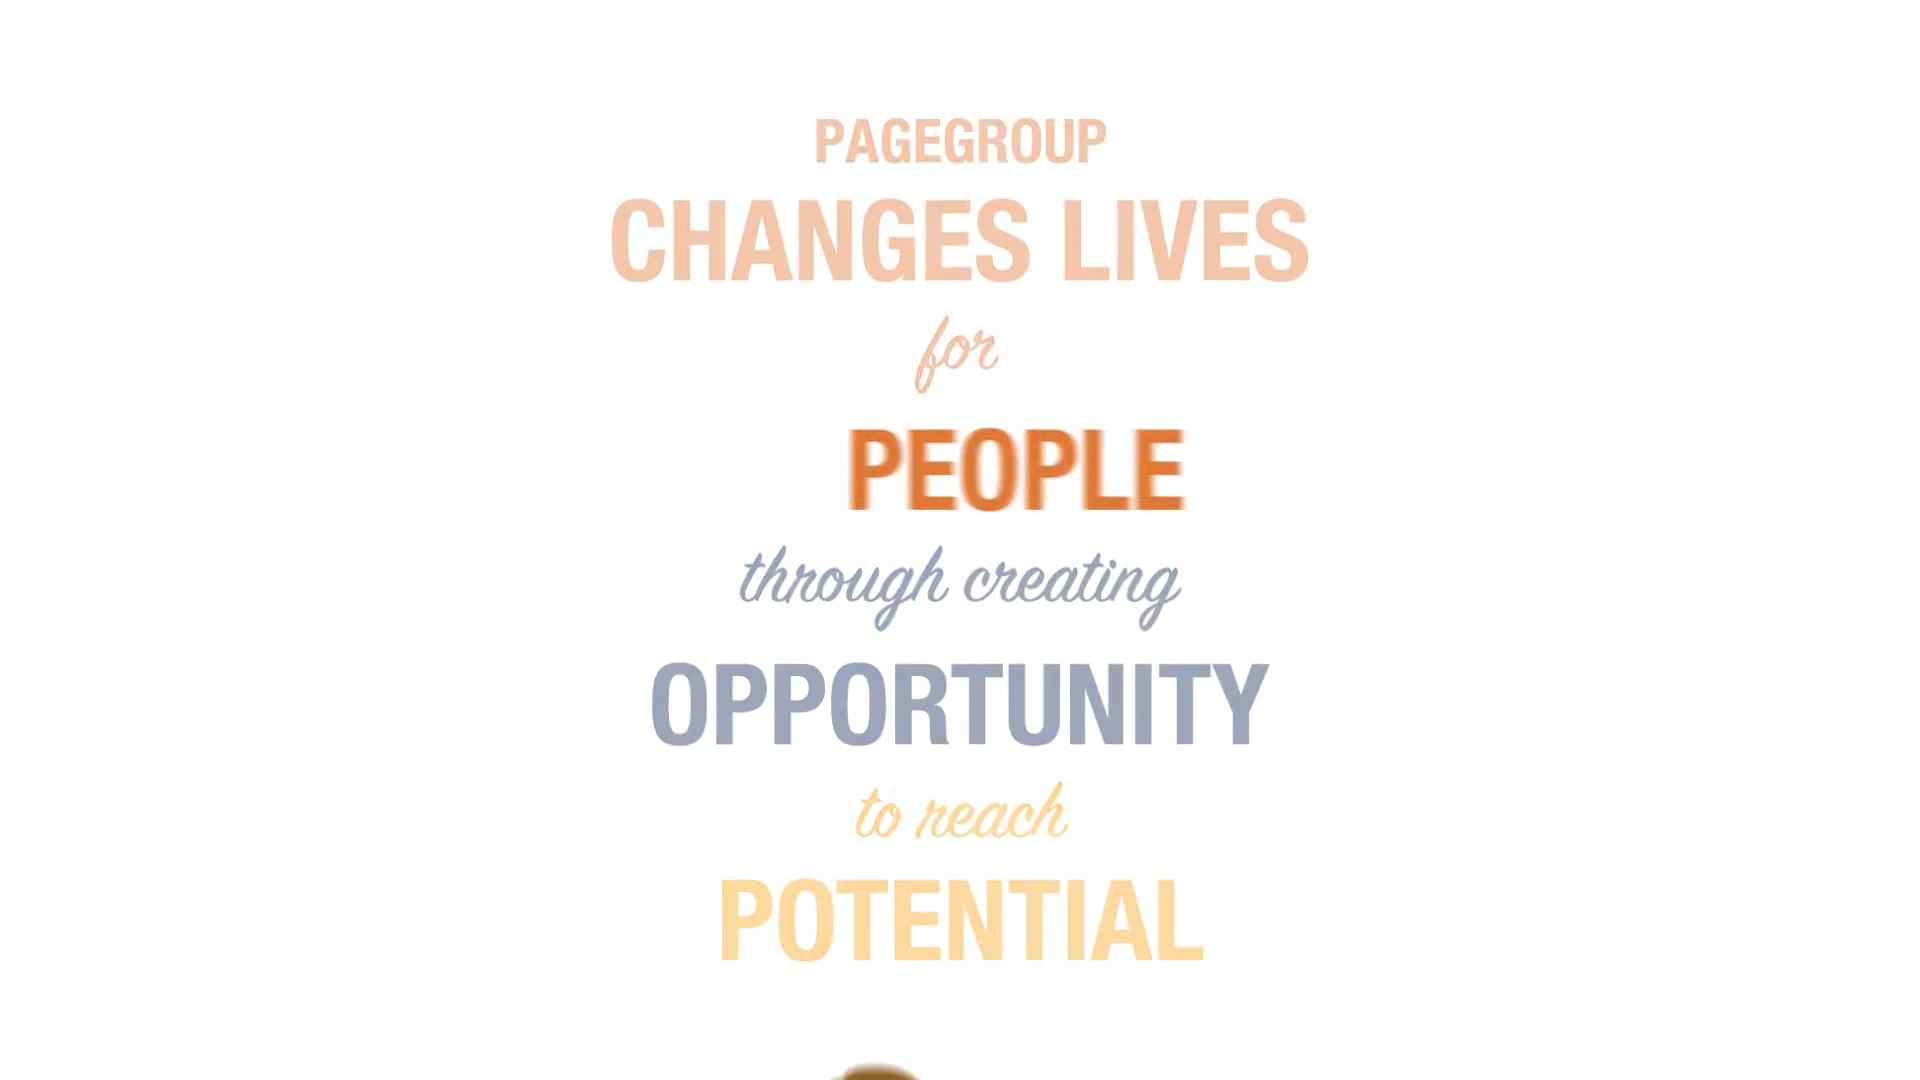 PAGEGROUP
CHANGES LIVES
for
PEOPLE
through creating
OPPORTUNITY
to reach
POTENTIAL